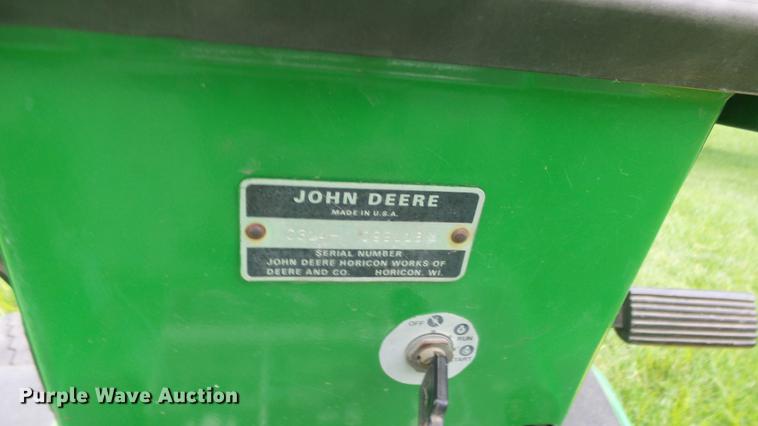 JOHN DEERE
MADE IN U.S.A.
SERIAL NUMBER
JOHN DEERE HORICON WORKS OF
DEERE AND CO. HORICON, WI.
OFF
RUN
START
Purple Wave Auction